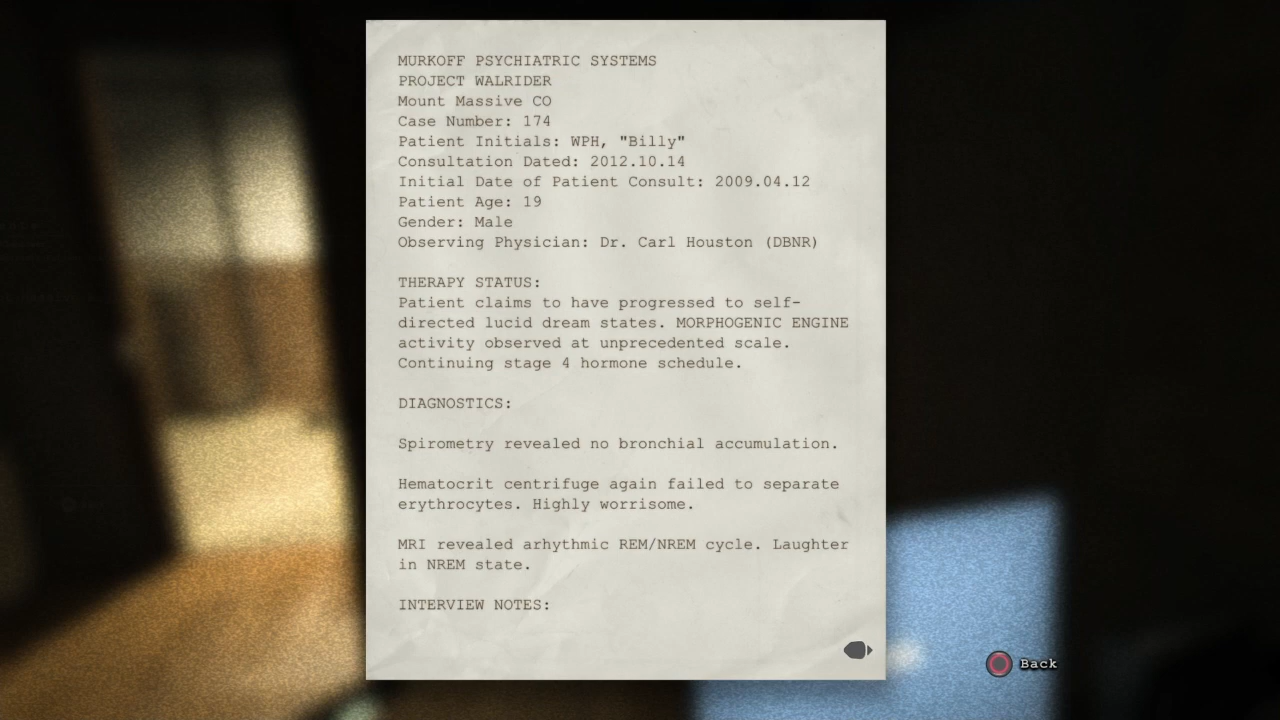 MURKOFF PSYCHIATRIC SYSTEMS
PROJECT WALRIDER
Mount Massive CO
Case Number: 174
Patient Initials: WPH, "Billy"
Consultation Dated: 2012.10.14
Initial Date of Patient Consult: 2009.04.12
Patient Age: 19
Gender: Male
Observing Physician: Dr. Carl Houston (DBNR)
THERAPY STATUS:
Patient claims to have progressed to self-
directed lucid dream states. MORPHOGENIC ENGINE
activity observed at unprecedented scale.
Continuing stage 4 hormone schedule.
DIAGNOSTICS:
Spirometry revealed no bronchial accumulation.
Hematocrit centrifuge again failed to separate
erythrocytes. Highly worrisome.
MRI revealed arhythmic REM/NREM cycle. Laughter
in NREM state.
INTERVIEW NOTES:
Back